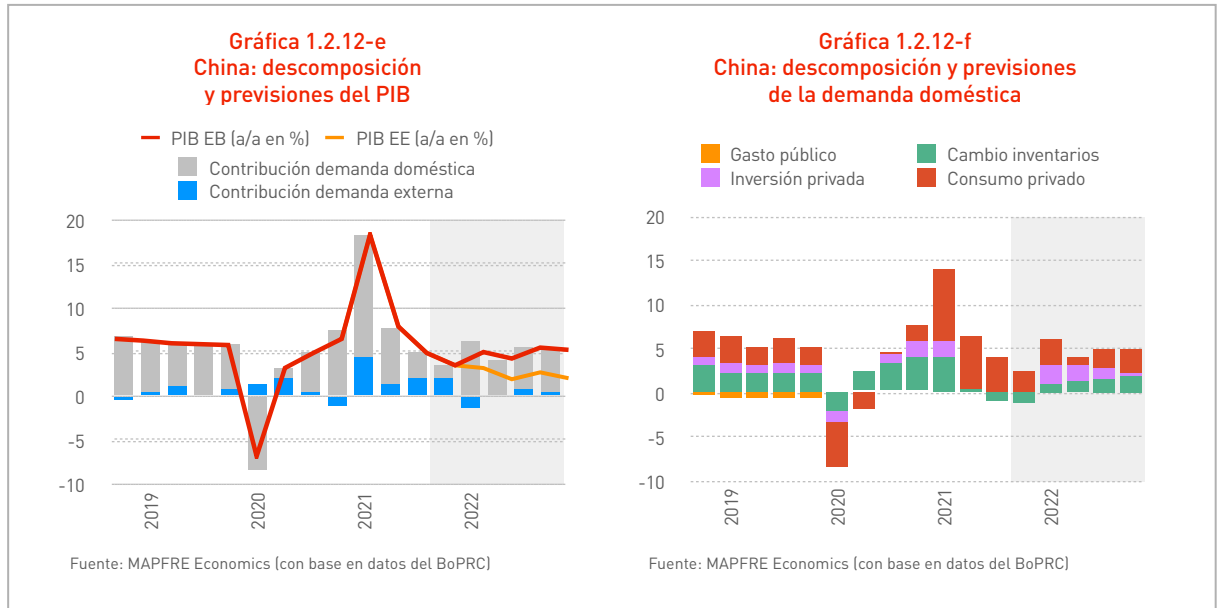 Gráfica 1.2.12-e
China: descomposición
y previsiones del PIB
PIB EB (a/a en %) PIB EE (a/a en %)
Contribución demanda doméstica
Contribución demanda externa
20
15
10
5
0
-5
-10
2019 2020 2021 2022
Fuente: MAPFRE Economics (con base en datos del BoPRC)
Gráfica 1.2.12-f
China: descomposición y previsiones
de la demanda doméstica
Gasto público Cambio inventarios
Inversión privada Consumo privado
20
15
10
5
0
-5
-10
2019 2020 2021 2022
Fuente: MAPFRE Economics (con base en datos del BoPRC)